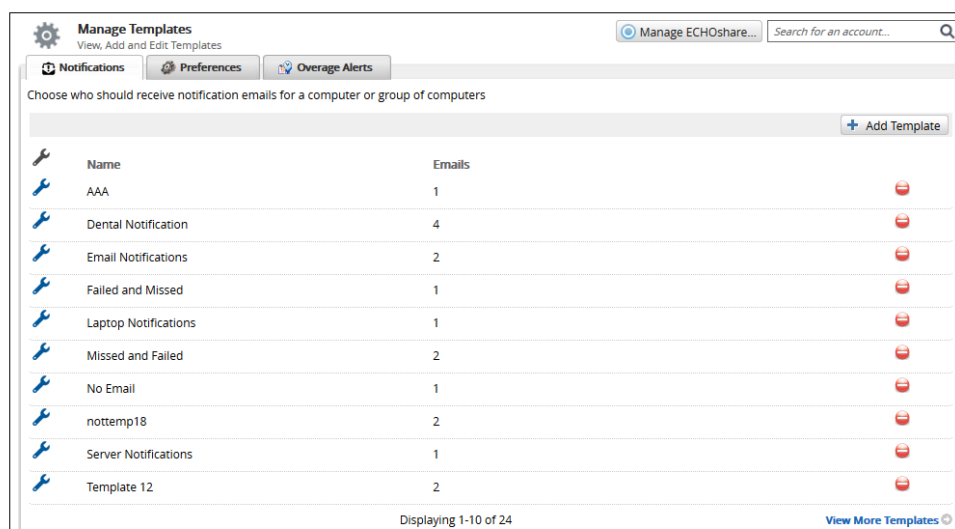 Manage Templates
View, Add and Edit Templates
Manage ECHOshare...
Search for an account...
Notifications
Preferences
Overage Alerts
Choose who should receive notification emails for a computer or group of computers
Add Template
Name Emails
AAA 1
Dental Notification 4
Email Notifications 2
Failed and Missed 1
Laptop Notifications 1
Missed and Failed 2
No Email 1
nottemp18 2
Server Notifications 1
Template 12 2
Displaying 1-10 of 24
View More Templates